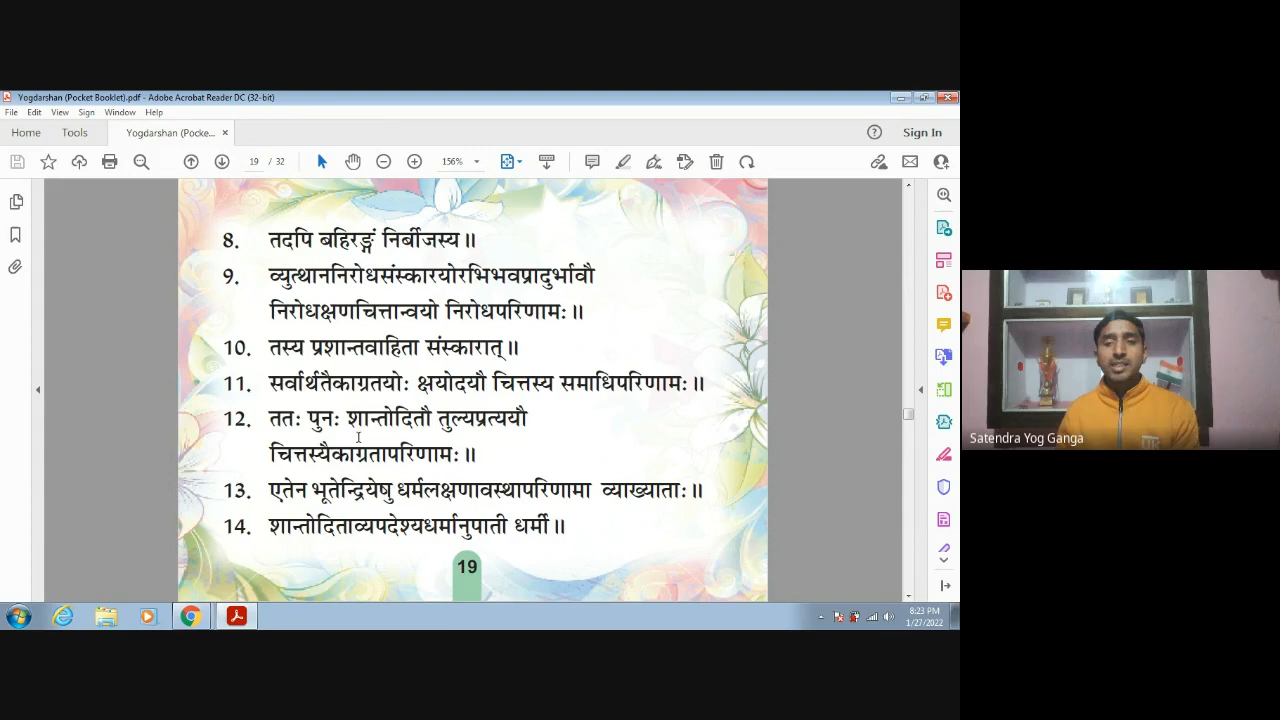 Yogdarshan (Pocket Booklet).pdf - Adobe Acrobat Reader DC (32-bit)
File Edit View Sign Window Help
Home Tools Yogdarshan (Pocke... × Sign In
19 / 32 156%
8. तदपि बहिरङ्गं निर्बीजस्य॥
9. व्युत्थाननिरोधसंस्कारयोरभिभवप्रादुर्भावौ
निरोधक्षणचित्तान्वयो निरोधपरिणामः॥
10. तस्य प्रशान्तवाहिता संस्कारात्॥
11. सर्वार्थतैकाग्रतयोः क्षयोदयौ चित्तस्य समाधिपरिणामः॥
12. ततः पुनः शान्तोदितौ तुल्यप्रत्ययौ
चित्तस्यैकाग्रतापरिणामः॥
13. एतेन भूतेन्द्रियेषु धर्मलक्षणावस्थापरिणामा व्याख्याताः॥
14. शान्तोदिताव्यपदेश्यधर्मानुपाती धर्मी॥
19
Satendra Yog Ganga
8:23 PM
1/27/2022